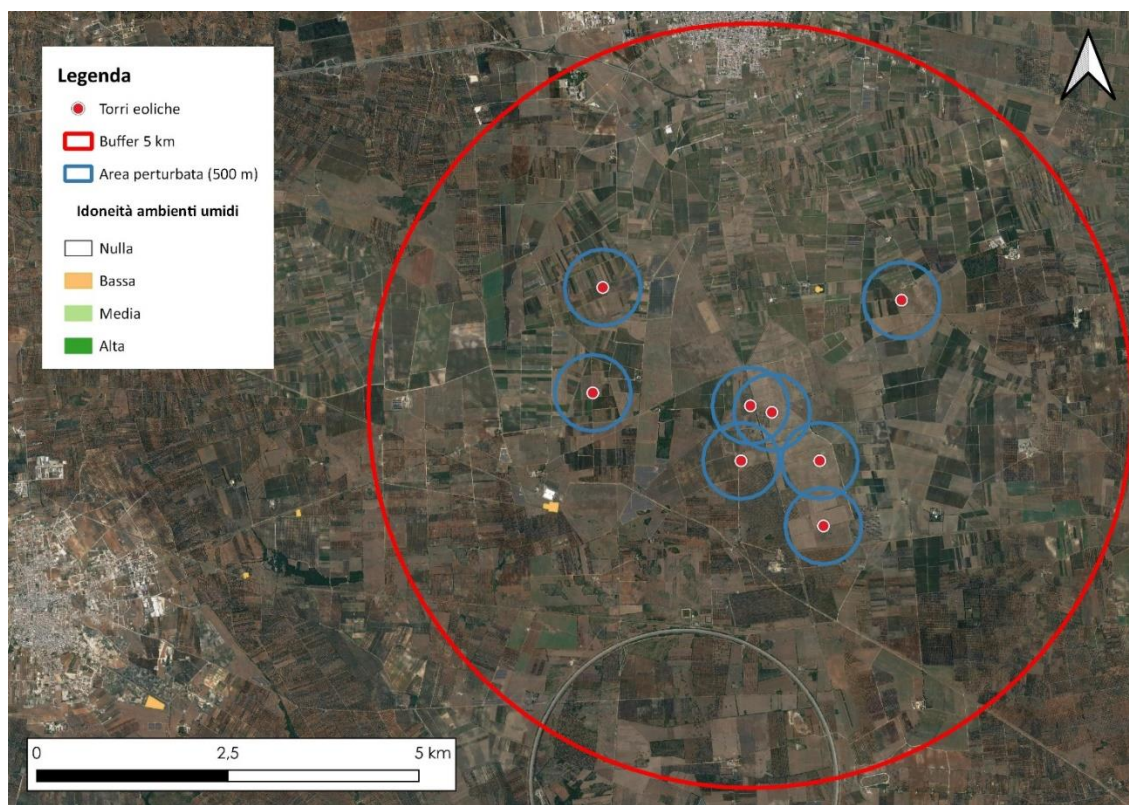 Legenda
Torri eoliche
Buffer 5 km
Area perturbata (500 m)
Idoneità ambienti umidi
Nulla
Bassa
Media
Alta
0 2,5 5 km